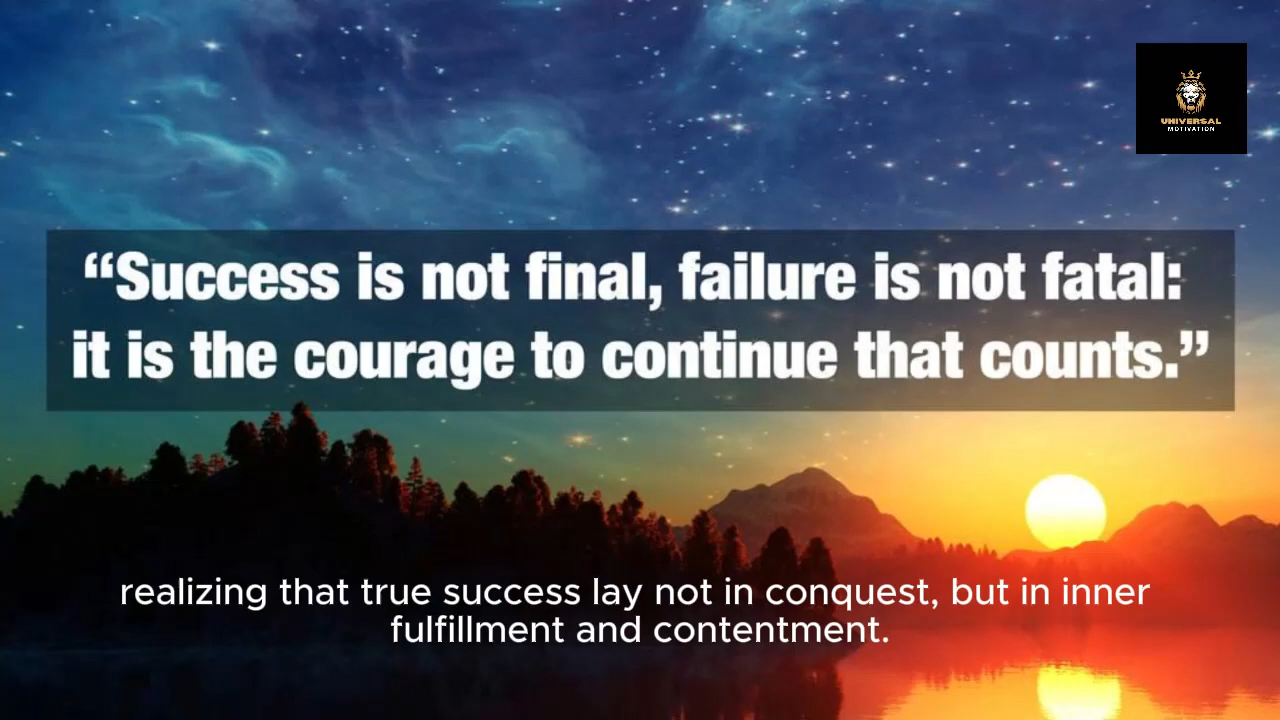 UNIVERSAL
MOTIVATION
“Success is not final, failure is not fatal:
it is the courage to continue that counts.”
realizing that true success lay not in conquest, but in inner
fulfillment and contentment.